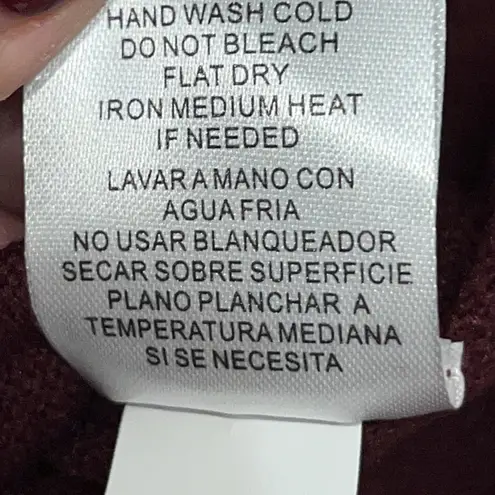 HAND WASH COLD
DO NOT BLEACH
FLAT DRY
IRON MEDIUM HEAT
IF NEEDED
LAVAR A MANO CON
AGUA FRIA
NO USAR BLANQUEADOR
SECAR SOBRE SUPERFICIE
PLANO PLANCHAR A
TEMPERATURA MEDIANA
SI SE NECESITA